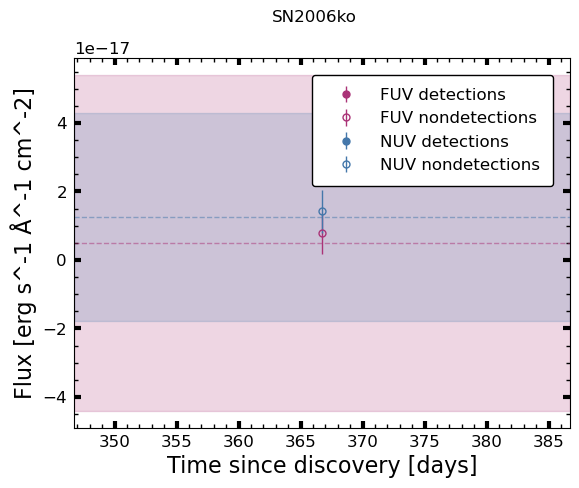 SN2006ko
1e−17
FUV detections
FUV nondetections
NUV detections
NUV nondetections
4
2
0
−2
−4
Flux [erg s^-1 Å^-1 cm^-2]
350 355 360 365 370 375 380 385
Time since discovery [days]